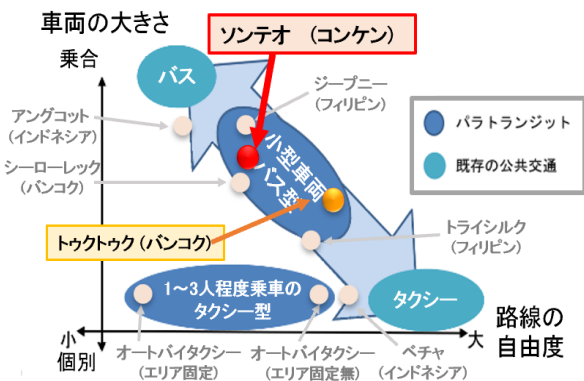 車両の大きさ
乗合
ソンテオ （コンケン）
バス
ジープニー
(フィリピン)
アングコット
(インドネシア)
シーローレック
(バンコク)
小型車両
バス型
パラトランジット
既存の公共交通
トゥクトゥク (バンコク)
トライシルク
(フィリピン)
1～3人程度乗車の
タクシー型
タクシー
小
個別
大
路線の
自由度
オートバイタクシー
(エリア固定)
オートバイタクシー
(エリア固定無)
ベチャ
(インドネシア)